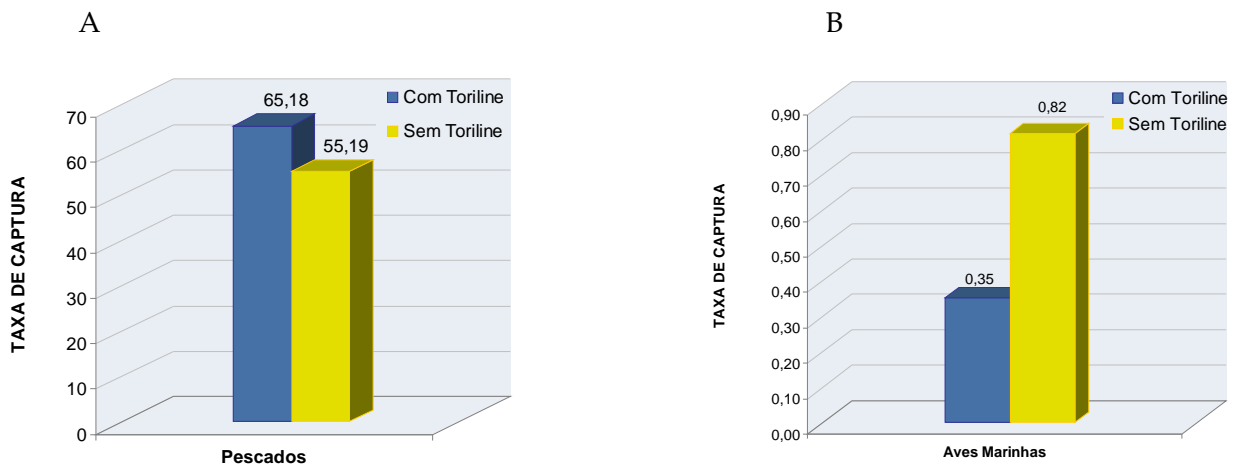 A
65,18
55,19
Com Toriline
Sem Toriline
70
60
50
40
30
20
10
0
TAXA DE CAPTURA
Pescados
B
0,82
0,35
Com Toriline
Sem Toriline
0,90
0,80
0,70
0,60
0,50
0,40
0,30
0,20
0,10
0,00
TAXA DE CAPTURA
Aves Marinhas